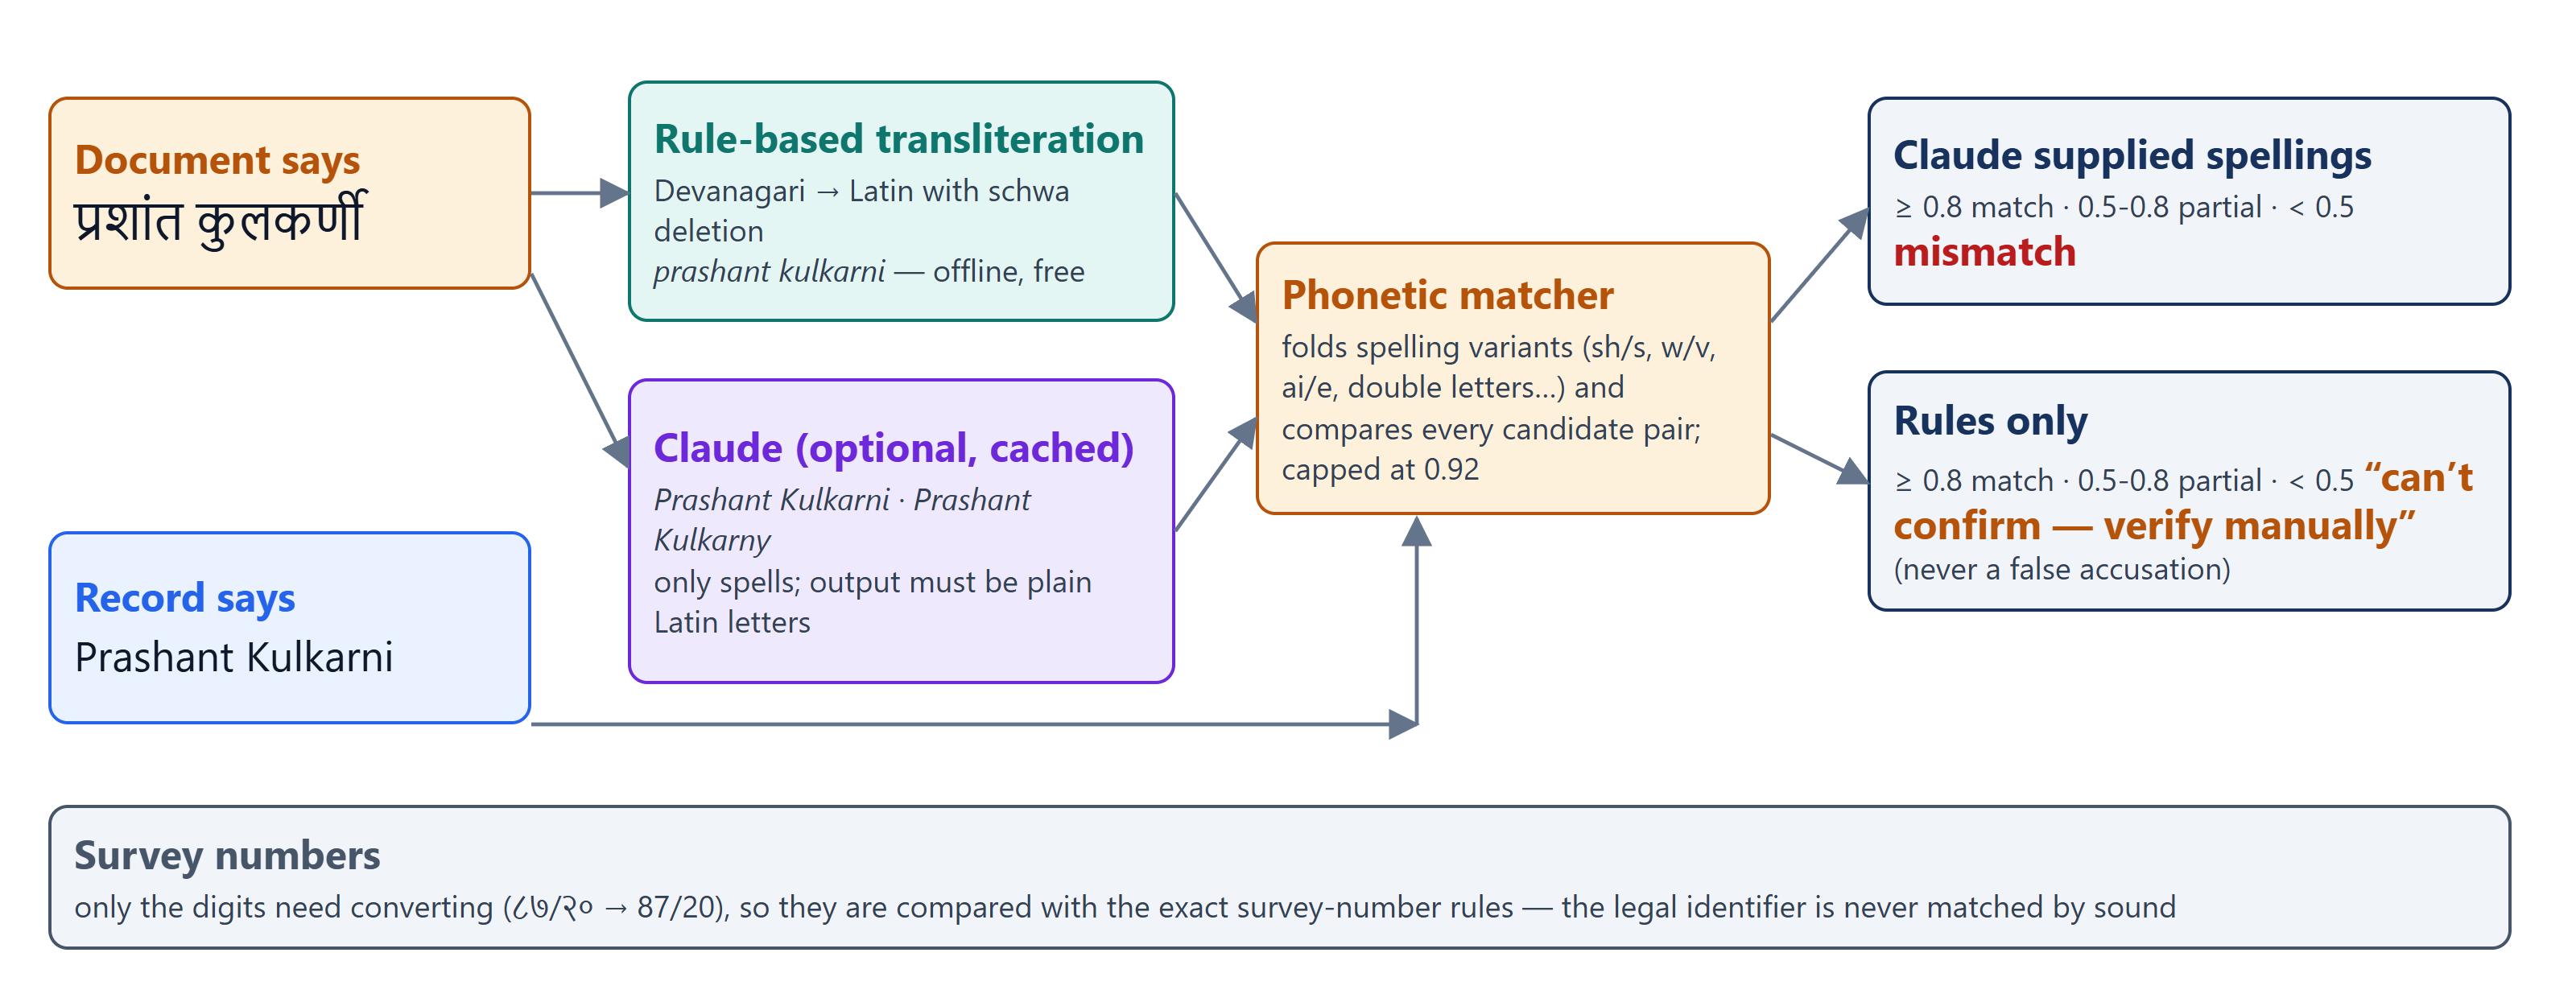 Document says
प्रशांत कुलकर्णी
Record says
Prashant Kulkarni
Rule-based transliteration
Devanagari → Latin with schwa
deletion
prashant kulkarni — offline, free
Claude (optional, cached)
Prashant Kulkarni · Prashant
Kulkarny
only spells; output must be plain
Latin letters
Phonetic matcher
folds spelling variants (sh/s, w/v,
ai/e, double letters...) and
compares every candidate pair;
capped at 0.92
Claude supplied spellings
≥ 0.8 match · 0.5-0.8 partial · < 0.5
mismatch
Rules only
≥ 0.8 match · 0.5-0.8 partial · < 0.5 “can’t
confirm — verify manually”
(never a false accusation)
Survey numbers
only the digits need converting (८७/२० → 87/20), so they are compared with the exact survey-number rules — the legal identifier is never matched by sound